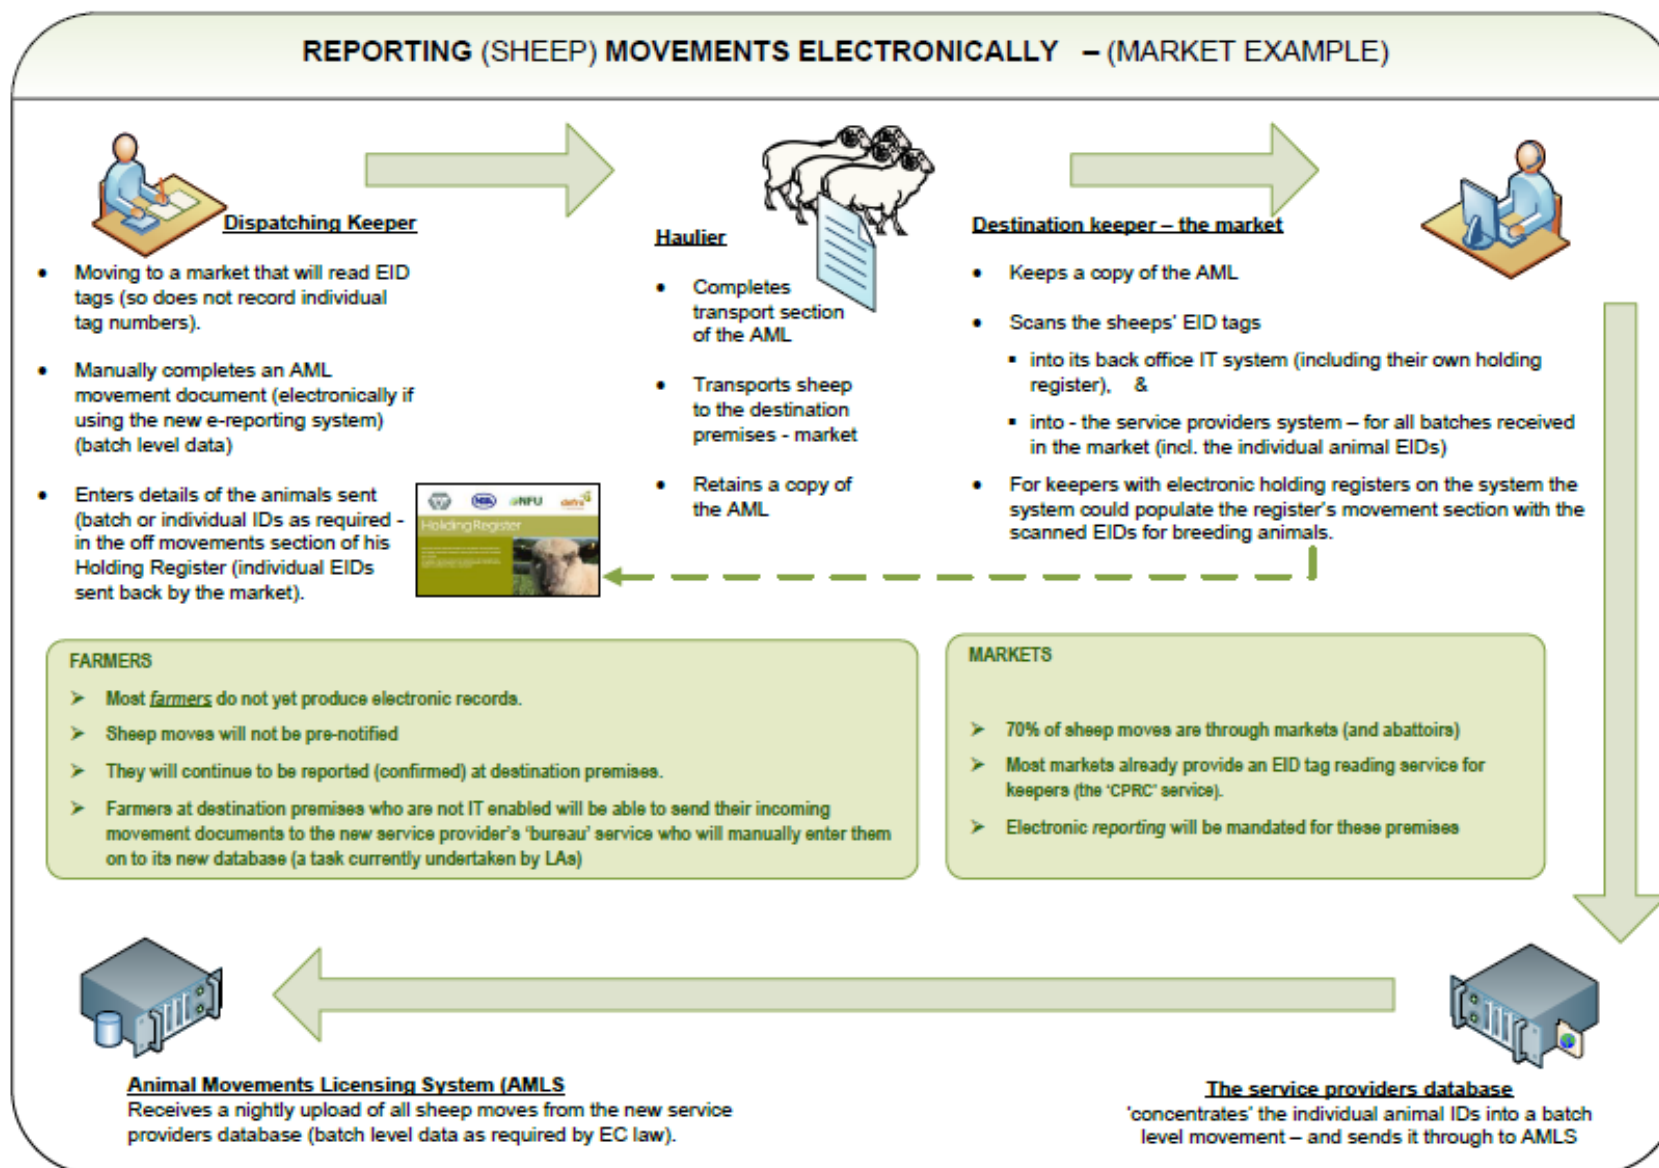 REPORTING (SHEEP) MOVEMENTS ELECTRONICALLY – (MARKET EXAMPLE)
Dispatching Keeper
• Moving to a market that will read EID
tags (so does not record individual
tag numbers).
• Manually completes an AML
movement document (electronically if
using the new e-reporting system)
(batch level data)
• Enters details of the animals sent
(batch or individual IDs as required -
in the off movements section of his
Holding Register (individual EIDs
sent back by the market).
NFU
defra
Holding Register
Haulier
• Completes
transport section
of the AML
• Transports sheep
to the destination
premises - market
• Retains a copy of
the AML
Destination keeper – the market
• Keeps a copy of the AML
• Scans the sheeps' EID tags
▪ into its back office IT system (including their own holding
register), &
▪ into - the service providers system – for all batches received
in the market (incl. the individual animal EIDs)
• For keepers with electronic holding registers on the system the
system could populate the register's movement section with the
scanned EIDs for breeding animals.
FARMERS
➢ Most farmers do not yet produce electronic records.
➢ Sheep moves will not be pre-notified
➢ They will continue to be reported (confirmed) at destination premises.
➢ Farmers at destination premises who are not IT enabled will be able to send their incoming
movement documents to the new service provider's 'bureau' service who will manually enter them
on to its new database (a task currently undertaken by LAs)
MARKETS
➢ 70% of sheep moves are through markets (and abattoirs)
➢ Most markets already provide an EID tag reading service for
keepers (the 'CPRC' service).
➢ Electronic reporting will be mandated for these premises
Animal Movements Licensing System (AMLS
Receives a nightly upload of all sheep moves from the new service
providers database (batch level data as required by EC law).
The service providers database
'concentrates' the individual animal IDs into a batch
level movement – and sends it through to AMLS